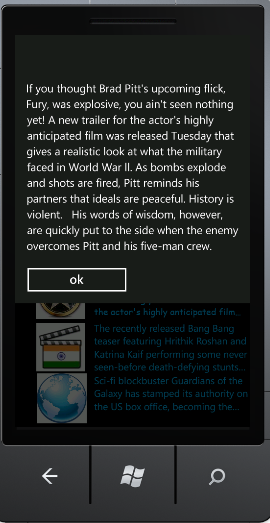 If you thought Brad Pitt's upcoming flick,
Fury, was explosive, you ain't seen nothing
yet! A new trailer for the actor's highly
anticipated film was released Tuesday that
gives a realistic look at what the military
faced in World War II. As bombs explode
and shots are fired, Pitt reminds his
partners that ideals are peaceful. History is
violent.   His words of wisdom, however,
are quickly put to the side when the enemy
overcomes Pitt and his five-man crew.
ok
the actor's highly anticipated film..
The recently released Bang Bang
teaser featuring Hrithik Roshan and
Katrina Kaif performing some never
seen-before death-defying stunts...
Sci-fi blockbuster Guardians of the
Galaxy has stamped its authority on
the US box office, becoming the...